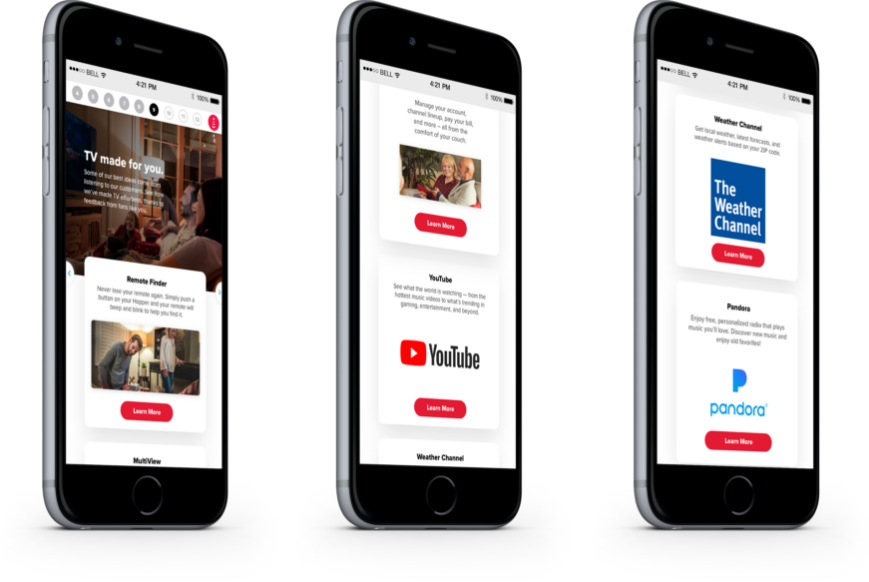 BELL
4:21 PM
100%
TV made for you.
Some of our best ideas come from
listening to our customers. See how
we've made TV effortless, thanks to
feedback from fans like you.
Remote Finder
Never lose your remote again. Simply push a
button on your Hopper and your remote will
beep and blink to help you find it.
Learn More
MultiView
BELL
4:21 PM
100%
Manage your account,
channel lineup, pay your bill,
and more – all from the
comfort of your couch.
Learn More
YouTube
See what the world is watching — from the
hottest music videos to what's trending in
gaming, entertainment, and beyond.
YouTube
Learn More
Weather Channel
BELL
4:21 PM
100%
Weather Channel
Get local weather, latest forecasts, and
weather alerts based on your ZIP code.
The
Weather
Channel
Learn More
Pandora
Enjoy free, personalized radio that plays
music you'll love. Discover new music and
enjoy old favorites!
pandora
Learn More